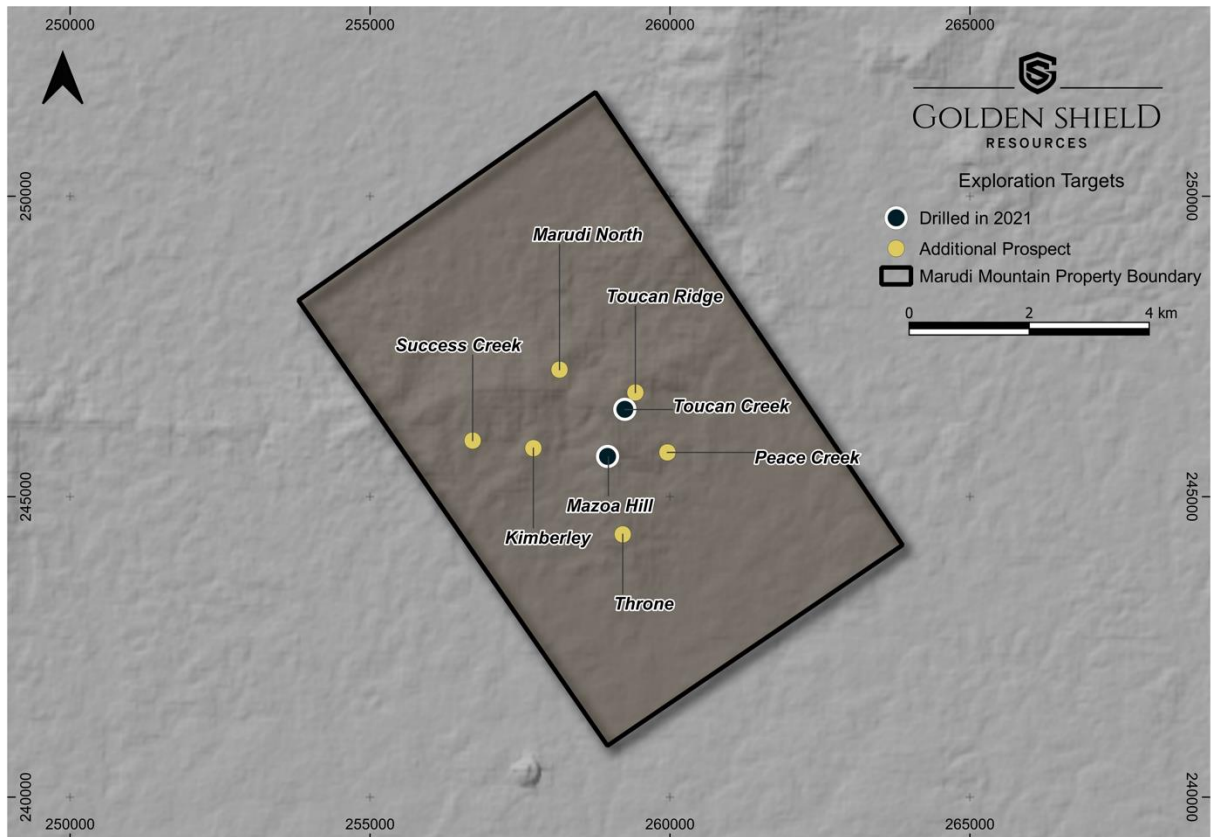 250000
255000
260000
265000
GOLDEN SHIELD
RESOURCES
Exploration Targets
Drilled in 2021
Additional Prospect
Marudi Mountain Property Boundary
0 2 4 km
250000
250000
Marudi North
Toucan Ridge
Success Creek
Toucan Creek
Peace Creek
245000
245000
Mazoa Hill
Kimberley
Throne
240000
240000
250000
255000
260000
265000